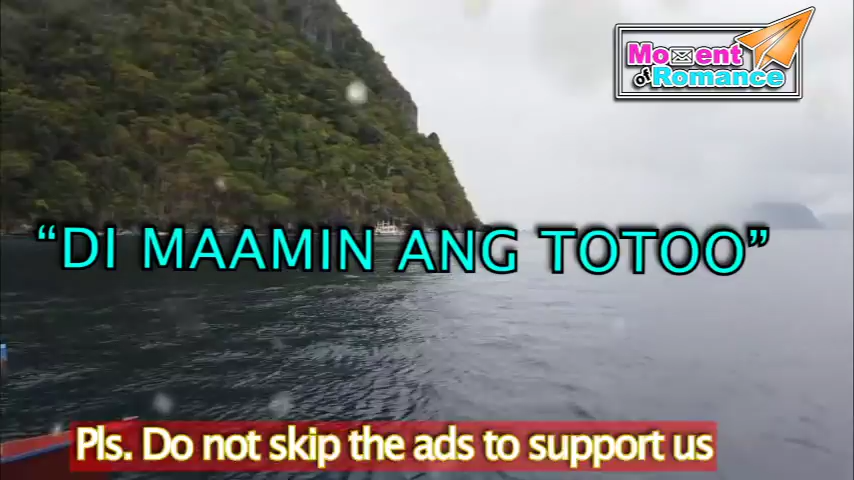 Moment
of Romance
“DI MAAMIN ANG TOTOO”
Pls. Do not skip the ads to support us